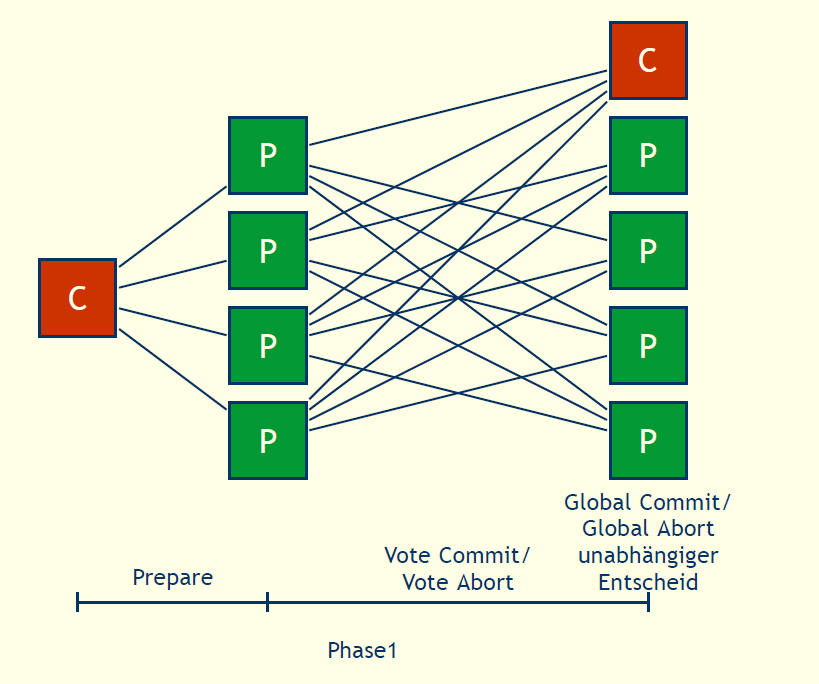 C
P
P
C
P
P
P
P
P
P
Global Commit/
Global Abort
unabhängiger
Entscheid
Vote Commit/
Vote Abort
Prepare
Phase1